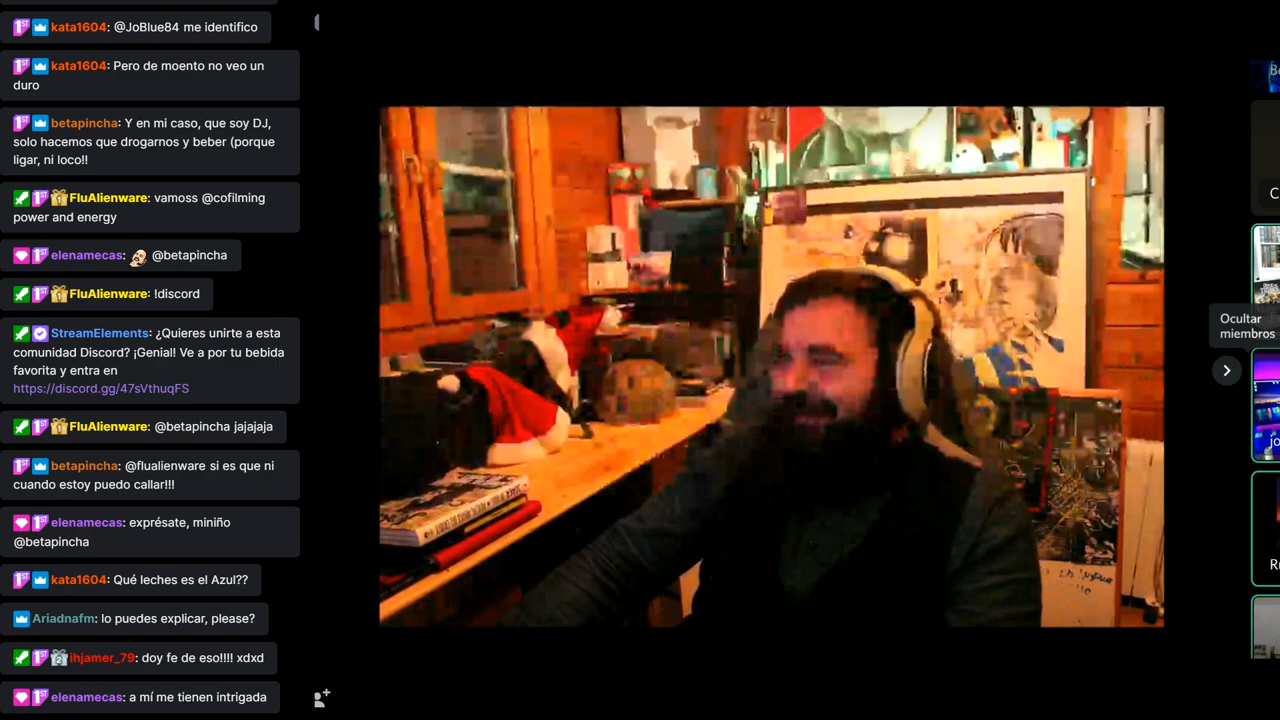 kata1604: @JoBlue84 me identifico
kata1604: Pero de moento no veo un
duro
betapincha: Y en mi caso, que soy DJ,
solo hacemos que drogarnos y beber (porque
ligar, ni loco!!
FluAlienware: vamoss @cofilming
power and energy
elenamecas: @betapincha
FluAlienware: !discord
StreamElements: ¿Quieres unirte a esta
comunidad Discord? ¡Genial! Ve a por tu bebida
favorita y entra en
https://discord.gg/47sVthuqFS
FluAlienware: @betapincha jajajaja
betapincha: @flualienware si es que ni
cuando estoy puedo callar!!!
elenamecas: exprésate, miniño
@betapincha
kata1604: Qué leches es el Azul??
Ariadnafm: lo puedes explicar, please?
ihjamer_79: doy fe de eso!!!! xdxd
elenamecas: a mí me tienen intrigada
Ocultar
miembros